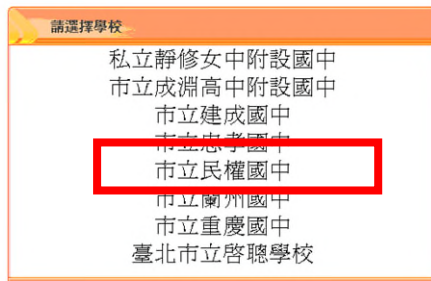 請選擇學校
私立靜修女中附設國中
市立成淵高中附設國中
市立建成國中
市立忠孝國中
市立民權國中
市立蘭州國中
市立重慶國中
臺北市立啓聰學校